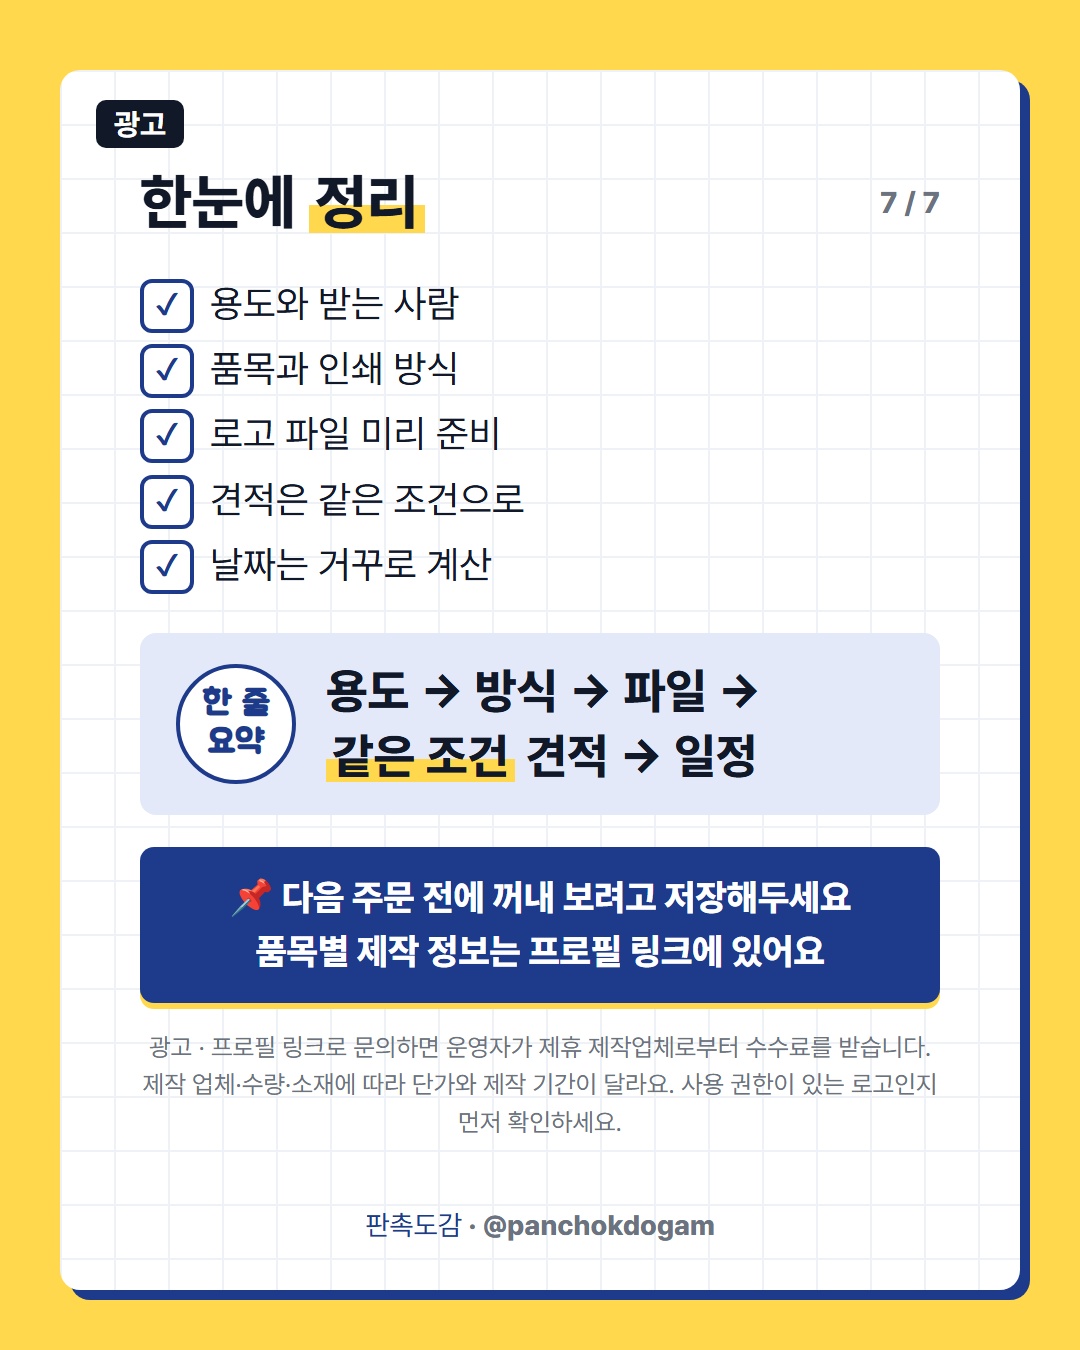 광고
한눈에 정리
7 / 7
✓ 용도와 받는 사람
✓ 품목과 인쇄 방식
✓ 로고 파일 미리 준비
✓ 견적은 같은 조건으로
✓ 날짜는 거꾸로 계산
한 줄
요약
용도 → 방식 → 파일 →
같은 조건 견적 → 일정
📌 다음 주문 전에 꺼내 보려고 저장해두세요
품목별 제작 정보는 프로필 링크에 있어요
광고 · 프로필 링크로 문의하면 운영자가 제휴 제작업체로부터 수수료를 받습니다.
제작 업체·수량·소재에 따라 단가와 제작 기간이 달라요. 사용 권한이 있는 로고인지
먼저 확인하세요.
판촉도감 · @panchokdogam